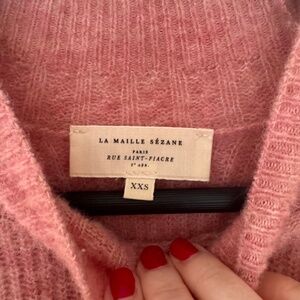 LA MAILLE SÉZANE
PARIS
RUE SAINT-FIACRE
2ᵉ ARR.
XXS